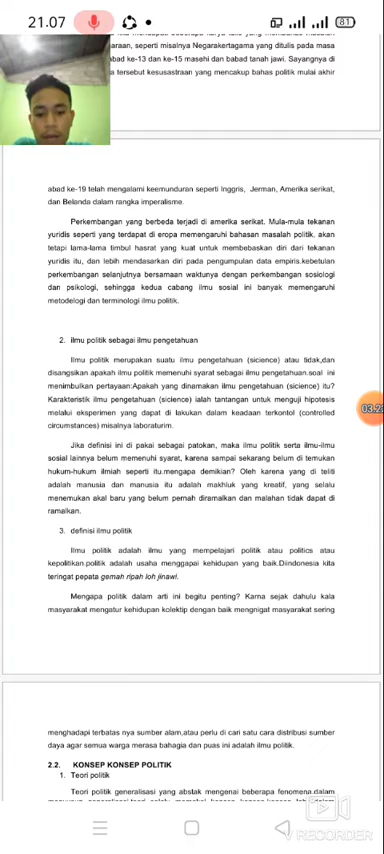 21.07
81
araan, seperti misalnya Negarakertagama yang ditulis pada masa
bad ke-13 dan ke-15 masehi dan babad tanah jawi. Sayangnya di
a tersebut kesusastraan yang mencakup bahas politik mulai akhir
abad ke-19 telah mengalami keemunduran seperti Inggris, Jerman, Amerika serikat,
dan Belanda dalam rangka imperalisme.
Perkembangan yang berbeda terjadi di amerika serikat. Mula-mula tekanan
yuridis seperti yang terdapat di eropa memengaruhi bahasan masalah politik, akan
tetapi lama-lama timbul hasrat yang kuat untuk membebaskan diri dari tekanan
yuridis itu, dan lebih mendasarkan diri pada pengumpulan data empiris.kebetulan
perkembangan selanjutnya bersamaan waktunya dengan perkembangan sosiologi
dan psikologi, sehingga kedua cabang ilmu sosial ini banyak memengaruhi
metodelogi dan terminologi ilmu politik.
2. ilmu politik sebagai ilmu pengetahuan
Ilmu politik merupakan suatu ilmu pengetahuan (sicience) atau tidak,dan
disangsikan apakah ilmu politik memenuhi syarat sebagai ilmu pengetahuan.soal ini
menimbulkan pertayaan:Apakah yang dinamakan ilmu pengetahuan (sicience) itu?
Karakteristik ilmu pengetahuan (sicience) ialah tantangan untuk menguji hipotesis
melalui eksperimen yang dapat di lakukan dalam keadaan terkontol (controlled
circumstances) misalnya laboraturim.
03.23
Jika definisi ini di pakai sebagai patokan, maka ilmu politik serta ilmu-ilmu
sosial lainnya belum memenuhi syarat, karena sampai sekarang belum di temukan
hukum-hukum ilmiah seperti itu.mengapa demikian? Oleh karena yang di teliti
adalah manusia dan manusia itu adalah makhluk yang kreatif, yang selalu
menemukan akal baru yang belum pernah diramalkan dan malahan tidak dapat di
ramalkan.
3. definisi ilmu politik
Ilmu politik adalah ilmu yang mempelajari politik atau politics atau
kepolitikan.politik adalah usaha menggapai kehidupan yang baik.Diindonesia kita
teringat pepata gemah ripah loh jinawi.
Mengapa politik dalam arti ini begitu penting? Karna sejak dahulu kala
masyarakat mengatur kehidupan kolektip dengan baik mengnigat masyarakat sering
menghadapi terbatas nya sumber alam,atau perlu di cari satu cara distribusi sumber
daya agar semua warga merasa bahagia dan puas ini adalah ilmu politik.
2.2. KONSEP KONSEP POLITIK
1. Teori politik
Teori politik generalisasi yang abstak mengenai beberapa fenomena.dalam
RECORDER